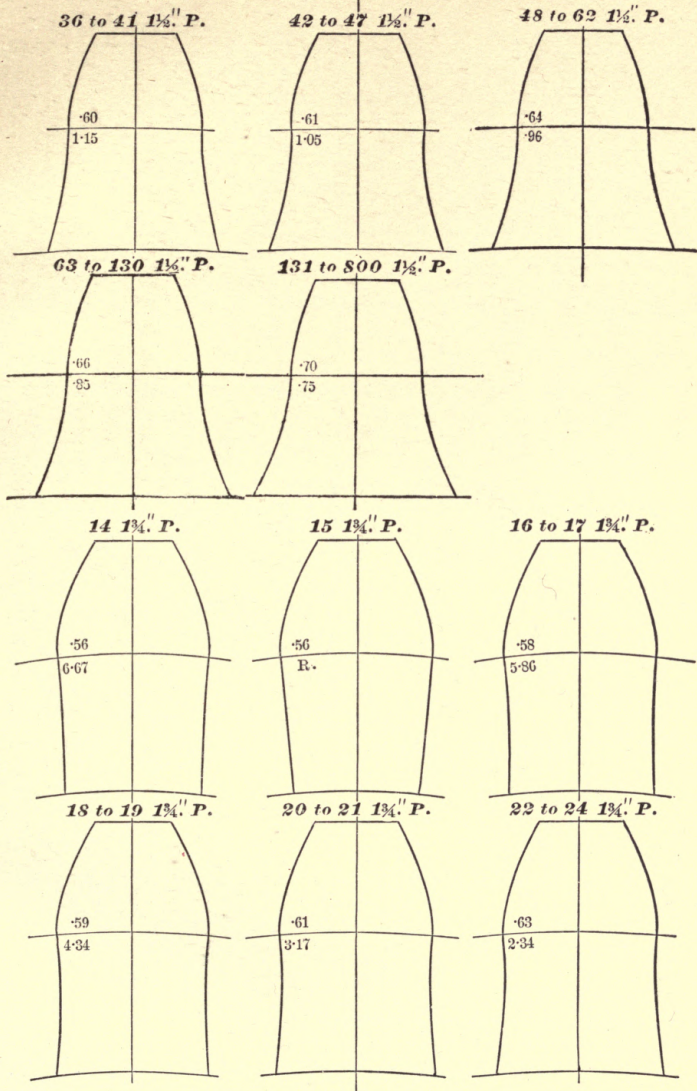 36 to 41 1½." P.
42 to 47 1½." P.
48 to 62 1½." P.
·60
1·15
·61
1·05
·64
·96
63 to 130 1½." P.
131 to 800 1½." P.
·66
·85
·70
·75
14 1¾." P.
15 1¾." P.
16 to 17 1¾." P.
·56
6·67
·56
R.
·58
5·86
18 to 19 1¾." P.
20 to 21 1¾." P.
22 to 24 1¾." P.
·59
4·34
·61
3·17
·63
2·34